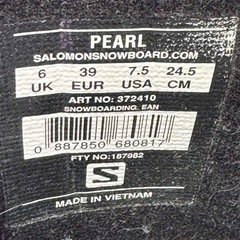 PEARL
SALOMONSNOWBOARD.COM
6 39 7.5 24.5
UK EUR USA CM
ART NO: 372410
SNOWBOARDING. EAN
0 887850 680817
FTY NO: 187982
S
MADE IN VIETNAM